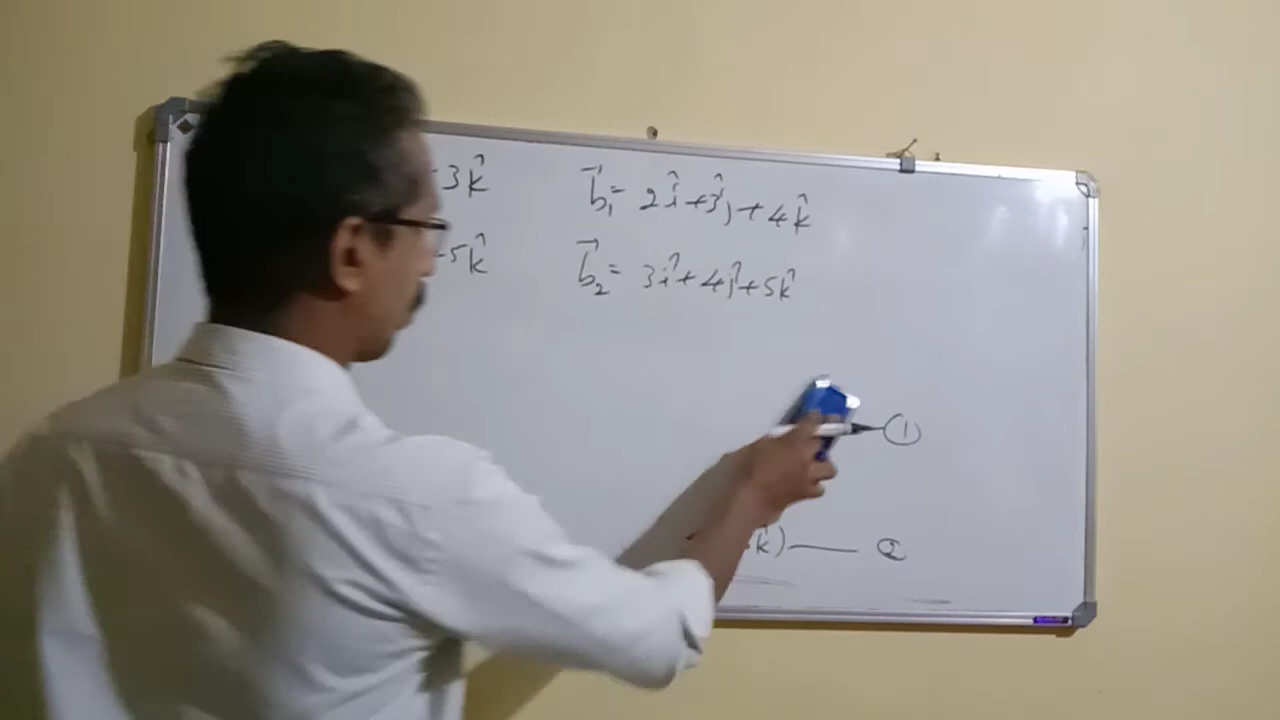 3k̂ b⃗₁ = 2î + 3ĵ + 4k̂
5k̂ b⃗₂ = 3î + 4ĵ + 5k̂
①
k̂) —— ②